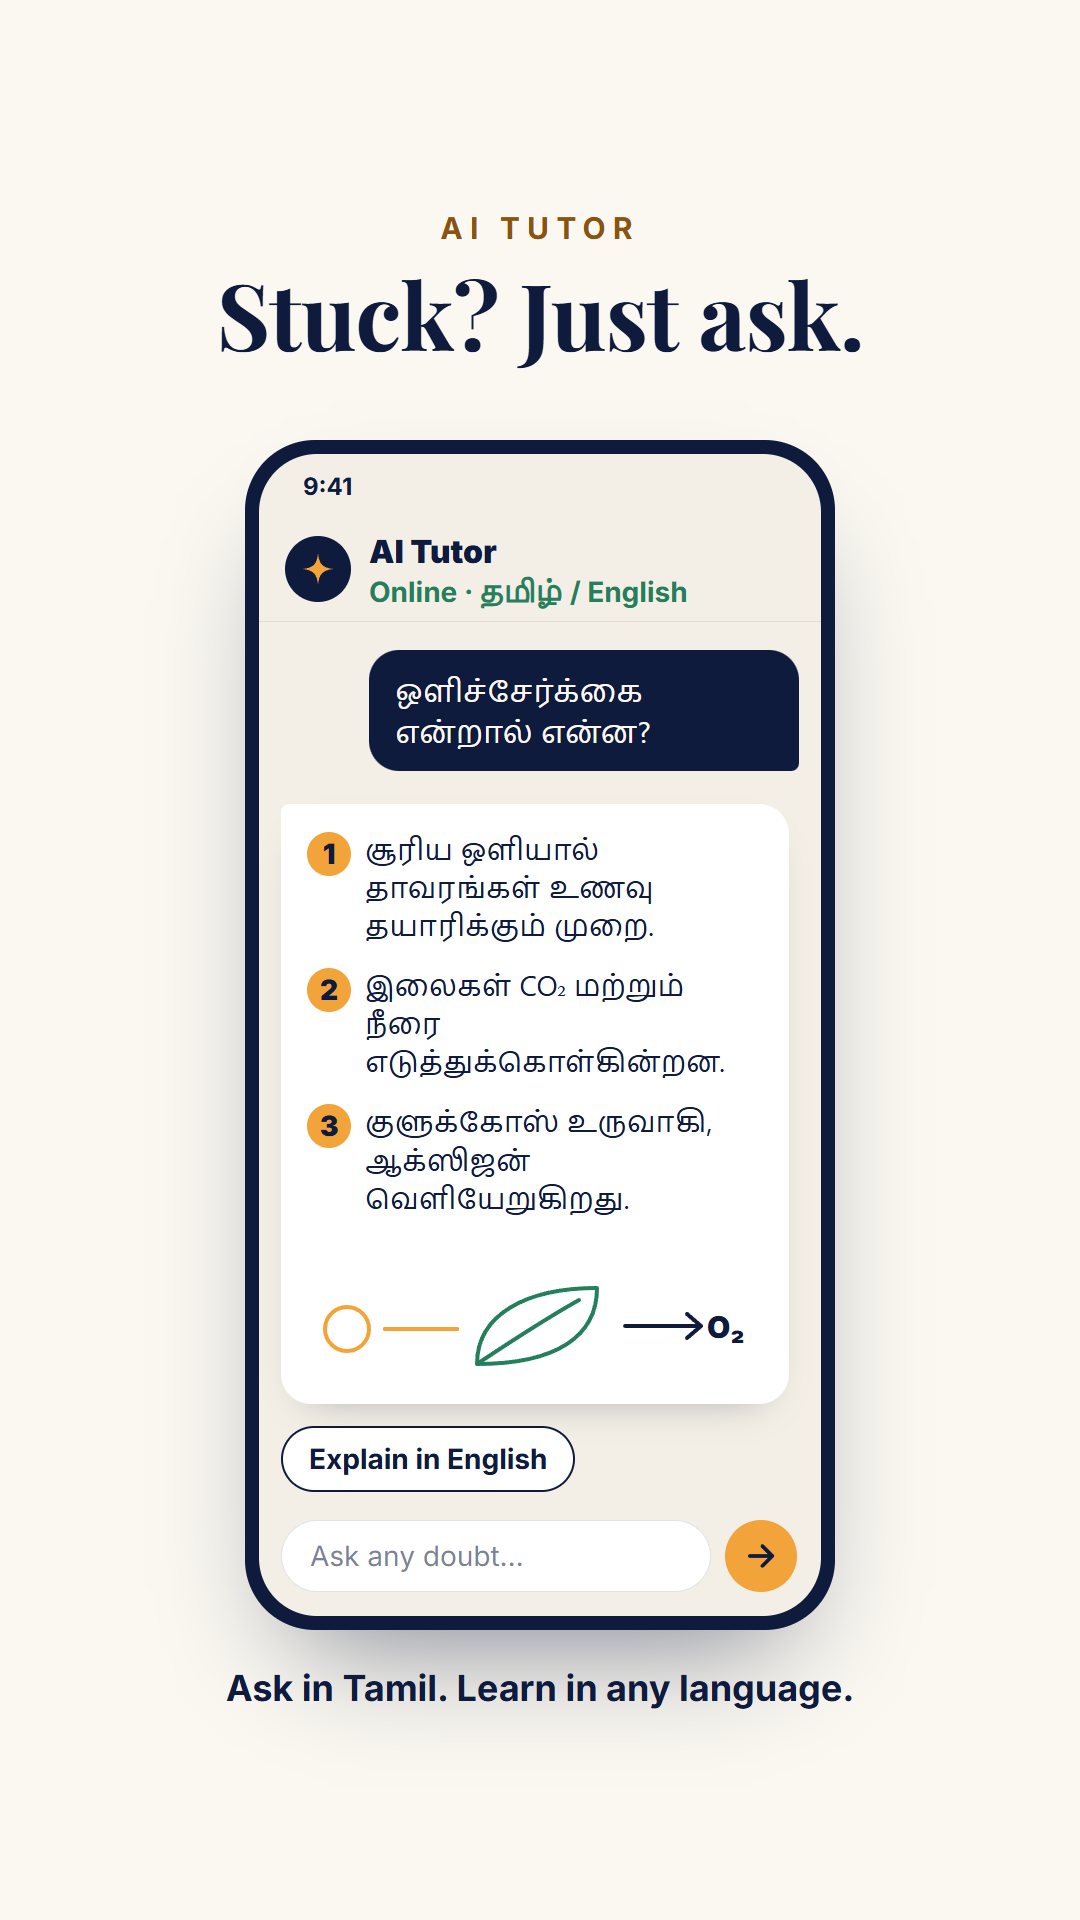 AI TUTOR
Stuck? Just ask.
9:41
AI Tutor
Online · தமிழ் / English
ஒளிச்சேர்க்கை
என்றால் என்ன?
1 சூரிய ஒளியால்
தாவரங்கள் உணவு
தயாரிக்கும் முறை.
2 இலைகள் CO₂ மற்றும்
நீரை
எடுத்துக்கொள்கின்றன.
3 குளுக்கோஸ் உருவாகி,
ஆக்ஸிஜன்
வெளியேறுகிறது.
O₂
Explain in English
Ask any doubt...
Ask in Tamil. Learn in any language.